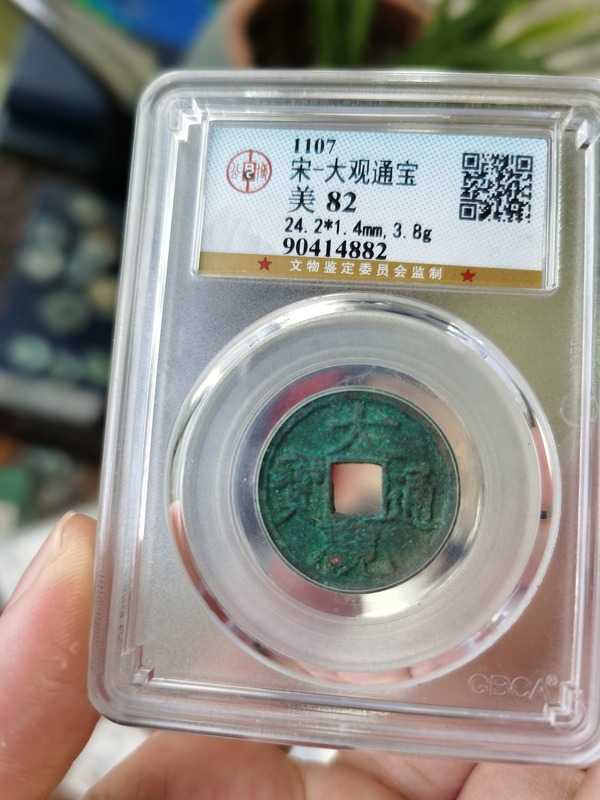 1107
宋-大观通宝
美 82
24.2*1.4mm, 3.8g
90414882
★ 文物鉴定委员会监制 ★
大
寶 通
觀
GBCA®